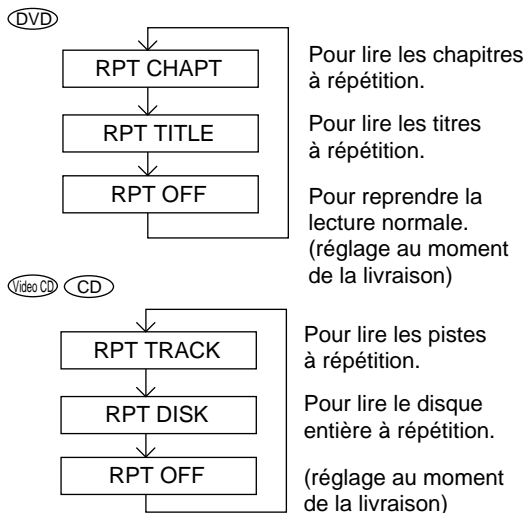 DVD
RPT CHAPT
Pour lire les chapitres
à répétition.
RPT TITLE
Pour lire les titres
à répétition.
RPT OFF
Pour reprendre la
lecture normale.
(réglage au moment
de la livraison)
Video CD CD
RPT TRACK
Pour lire les pistes
à répétition.
RPT DISK
Pour lire le disque
entière à répétition.
RPT OFF
(réglage au moment
de la livraison)